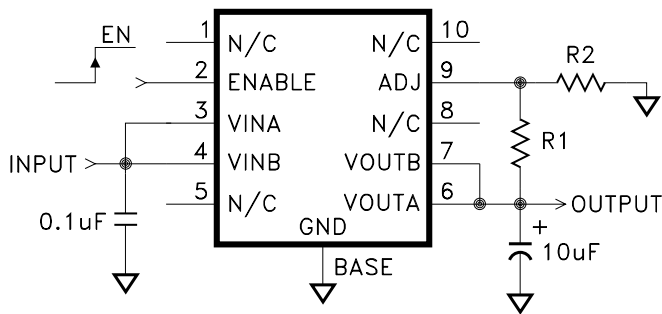 EN
1 N/C N/C 10
2 ENABLE ADJ 9
R2
3 VINA N/C 8
R1
INPUT 4 VINB VOUTB 7
5 N/C VOUTA 6 OUTPUT
0.1uF GND + 10uF
BASE